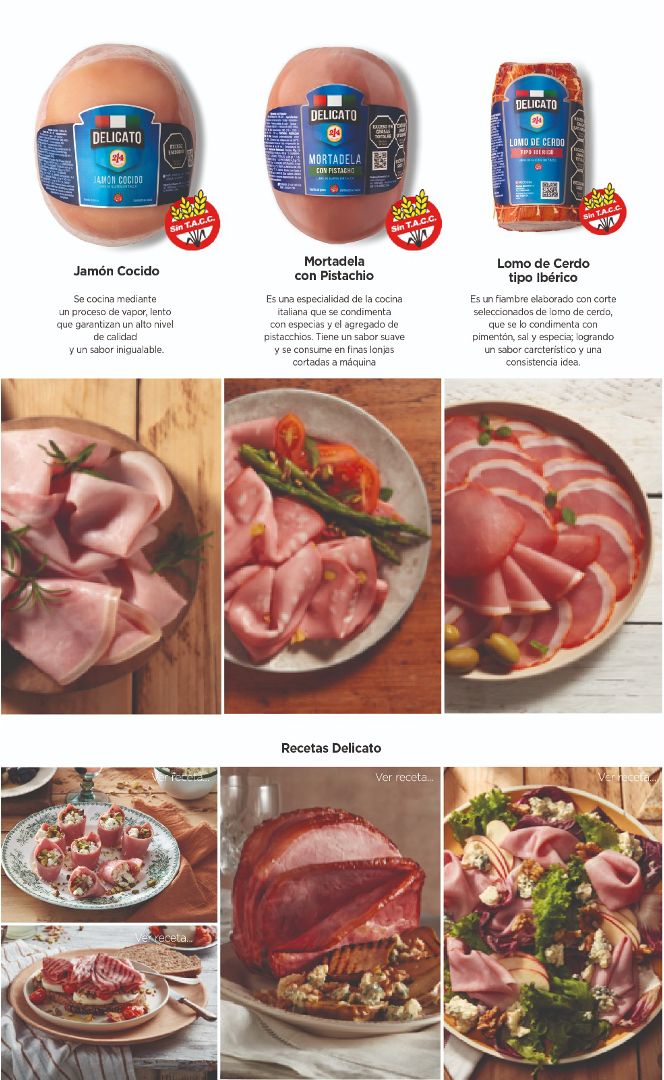 DELICATO
214
JAMÓN COCIDO
Sin T.A.C.C.
DELICATO
214
MORTADELA
CON PISTACHO
Sin T.A.C.C.
DELICATO
214
LOMO DE CERDO
TIPO IBÉRICO
Sin T.A.C.C.
Jamón Cocido
Se cocina mediante
un proceso de vapor, lento
que garantizan un alto nivel
de calidad
y un sabor inigualable.
Mortadela
con Pistachio
Es una especialidad de la cocina
italiana que se condimenta
con especias y el agregado de
pistacchios. Tiene un sabor suave
y se consume en finas lonjas
cortadas a máquina
Lomo de Cerdo
tipo Ibérico
Es un fiambre elaborado con corte
seleccionados de lomo de cerdo,
que se lo condimenta con
pimentón, sal y especia; logrando
un sabor carcterístico y una
consistencia idea.
Recetas Delicato
Ver receta...
Ver receta...
Ver receta...
Ver receta...